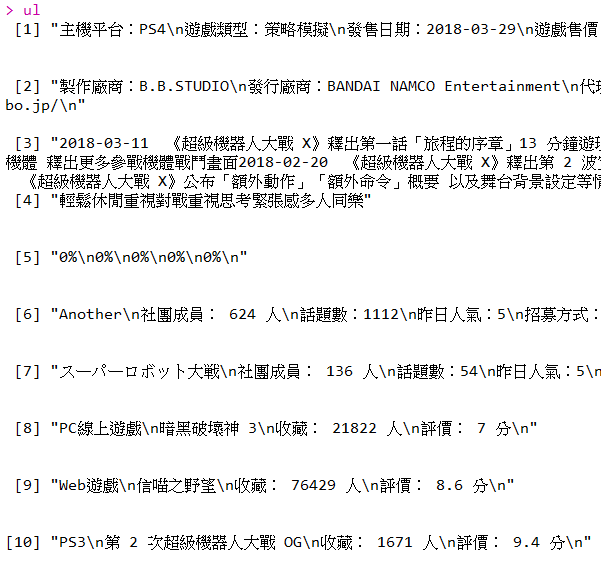 > ul
[1] "主機平台：PS4\n遊戲類型：策略模擬\n發售日期：2018-03-29\n遊戲售價
[2] "製作廠商：B.B.STUDIO\n發行廠商：BANDAI NAMCO Entertainment\n代理
bo.jp/\n"
[3] "2018-03-11 《超級機器人大戰 X》釋出第一話「旅程的序章」13 分鐘遊玩
機體 釋出更多參戰機體戰鬥畫面2018-02-20 《超級機器人大戰 X》釋出第 2 波宣
《超級機器人大戰 X》公布「額外動作」「額外命令」概要 以及舞台背景設定等情
[4] "輕鬆休閒重視對戰重視思考緊張感多人同樂"
[5] "0%\n0%\n0%\n0%\n0%\n"
[6] "Another\n社團成員： 624 人\n話題數：1112\n昨日人氣：5\n招募方式：
[7] "スーパーロボット大戦\n社團成員： 136 人\n話題數：54\n昨日人氣：5\n
[8] "PC線上遊戲\n暗黑破壞神 3\n收藏： 21822 人\n評價： 7 分\n"
[9] "Web遊戲\n信喵之野望\n收藏： 76429 人\n評價： 8.6 分\n"
[10] "PS3\n第 2 次超級機器人大戰 OG\n收藏： 1671 人\n評價： 9.4 分\n"